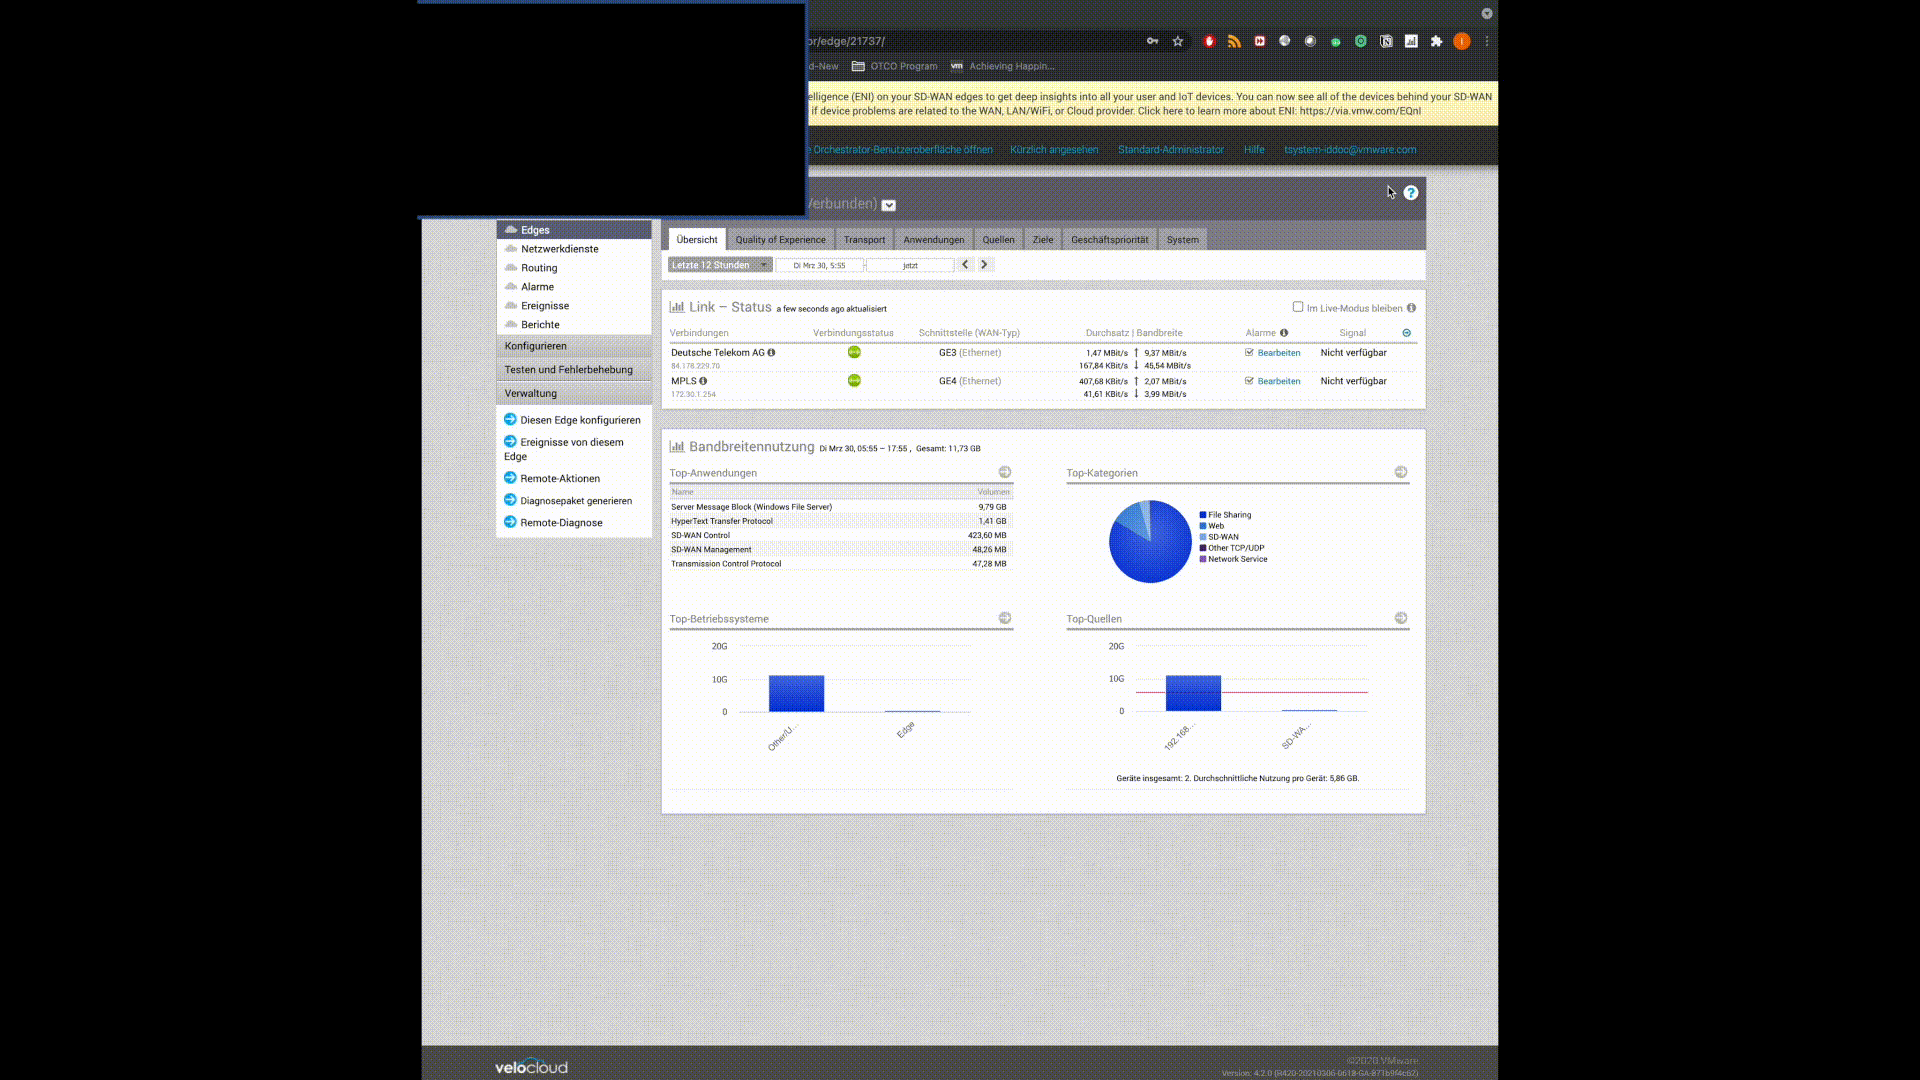 or/edge/21737/
d-New
OTCO Program
vm
Achieving Happin...
elligence (ENI) on your SD-WAN edges to get deep insights into all your user and IoT devices. You can now see all of the devices behind your SD-WAN
if device problems are related to the WAN, LAN/WiFi, or Cloud provider. Click here to learn more about ENI: https://via.vmw.com/EQnI
Orchestrator-Benutzeroberfläche öffnen
Kürzlich angesehen
Standard-Administrator
Hilfe
tsystem-iddoc@vmware.com
Verbunden)
?
Edges
Netzwerkdienste
Routing
Alarme
Ereignisse
Berichte
Konfigurieren
Testen und Fehlerbehebung
Verwaltung
Diesen Edge konfigurieren
Ereignisse von diesem
Edge
Remote-Aktionen
Diagnosepaket generieren
Remote-Diagnose
Übersicht
Quality of Experience
Transport
Anwendungen
Quellen
Ziele
Geschäftspriorität
System
Letzte 12 Stunden
Di Mrz 30, 5:55
jetzt
Link – Status a few seconds ago aktualisiert
Im Live-Modus bleiben
Verbindungen Verbindungsstatus Schnittstelle (WAN-Typ) Durchsatz | Bandbreite Alarme Signal
Deutsche Telekom AG GE3 (Ethernet) 1,47 MBit/s ↑ 9,37 MBit/s Bearbeiten Nicht verfügbar
84.178.229.70 167,84 KBit/s ↓ 45,54 MBit/s
MPLS GE4 (Ethernet) 407,68 KBit/s ↑ 2,07 MBit/s Bearbeiten Nicht verfügbar
172.30.1.254 41,61 KBit/s ↓ 3,99 MBit/s
Bandbreitennutzung Di Mrz 30, 05:55 – 17:55 , Gesamt: 11,73 GB
Top-Anwendungen
Name Volumen
Server Message Block (Windows File Server) 9,79 GB
HyperText Transfer Protocol 1,41 GB
SD-WAN Control 423,60 MB
SD-WAN Management 48,26 MB
Transmission Control Protocol 47,28 MB
Top-Kategorien
File Sharing
Web
SD-WAN
Other TCP/UDP
Network Service
Top-Betriebssysteme
20G
10G
0
Other/U...
Edge
Top-Quellen
20G
10G
0
192.168...
SD-WA...
Geräte insgesamt: 2. Durchschnittliche Nutzung pro Gerät: 5,86 GB.
velocloud
©2020 VMware